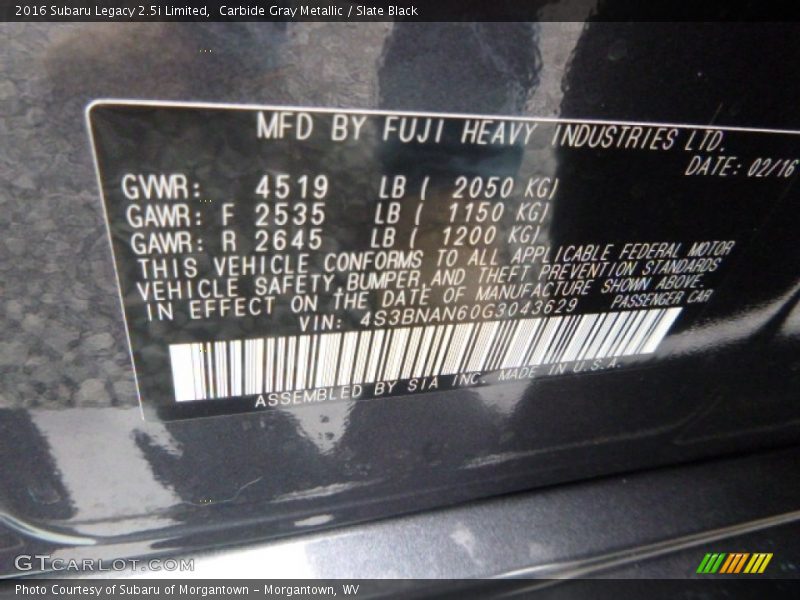 2016 Subaru Legacy 2.5i Limited,  Carbide Gray Metallic / Slate Black
MFD BY FUJI HEAVY INDUSTRIES LTD.
DATE: 02/16
GVWR: 4519 LB ( 2050 KG)
GAWR: F 2535 LB ( 1150 KG)
GAWR: R 2645 LB ( 1200 KG)
THIS VEHICLE CONFORMS TO ALL APPLICABLE FEDERAL MOTOR
VEHICLE SAFETY,BUMPER,AND THEFT PREVENTION STANDARDS
IN EFFECT ON THE DATE OF MANUFACTURE SHOWN ABOVE.
VIN: 4S3BNAN60G3043629 PASSENGER CAR
ASSEMBLED BY SIA INC. MADE IN U.S.A.
GTCARLOT.COM
Photo Courtesy of Subaru of Morgantown - Morgantown, WV